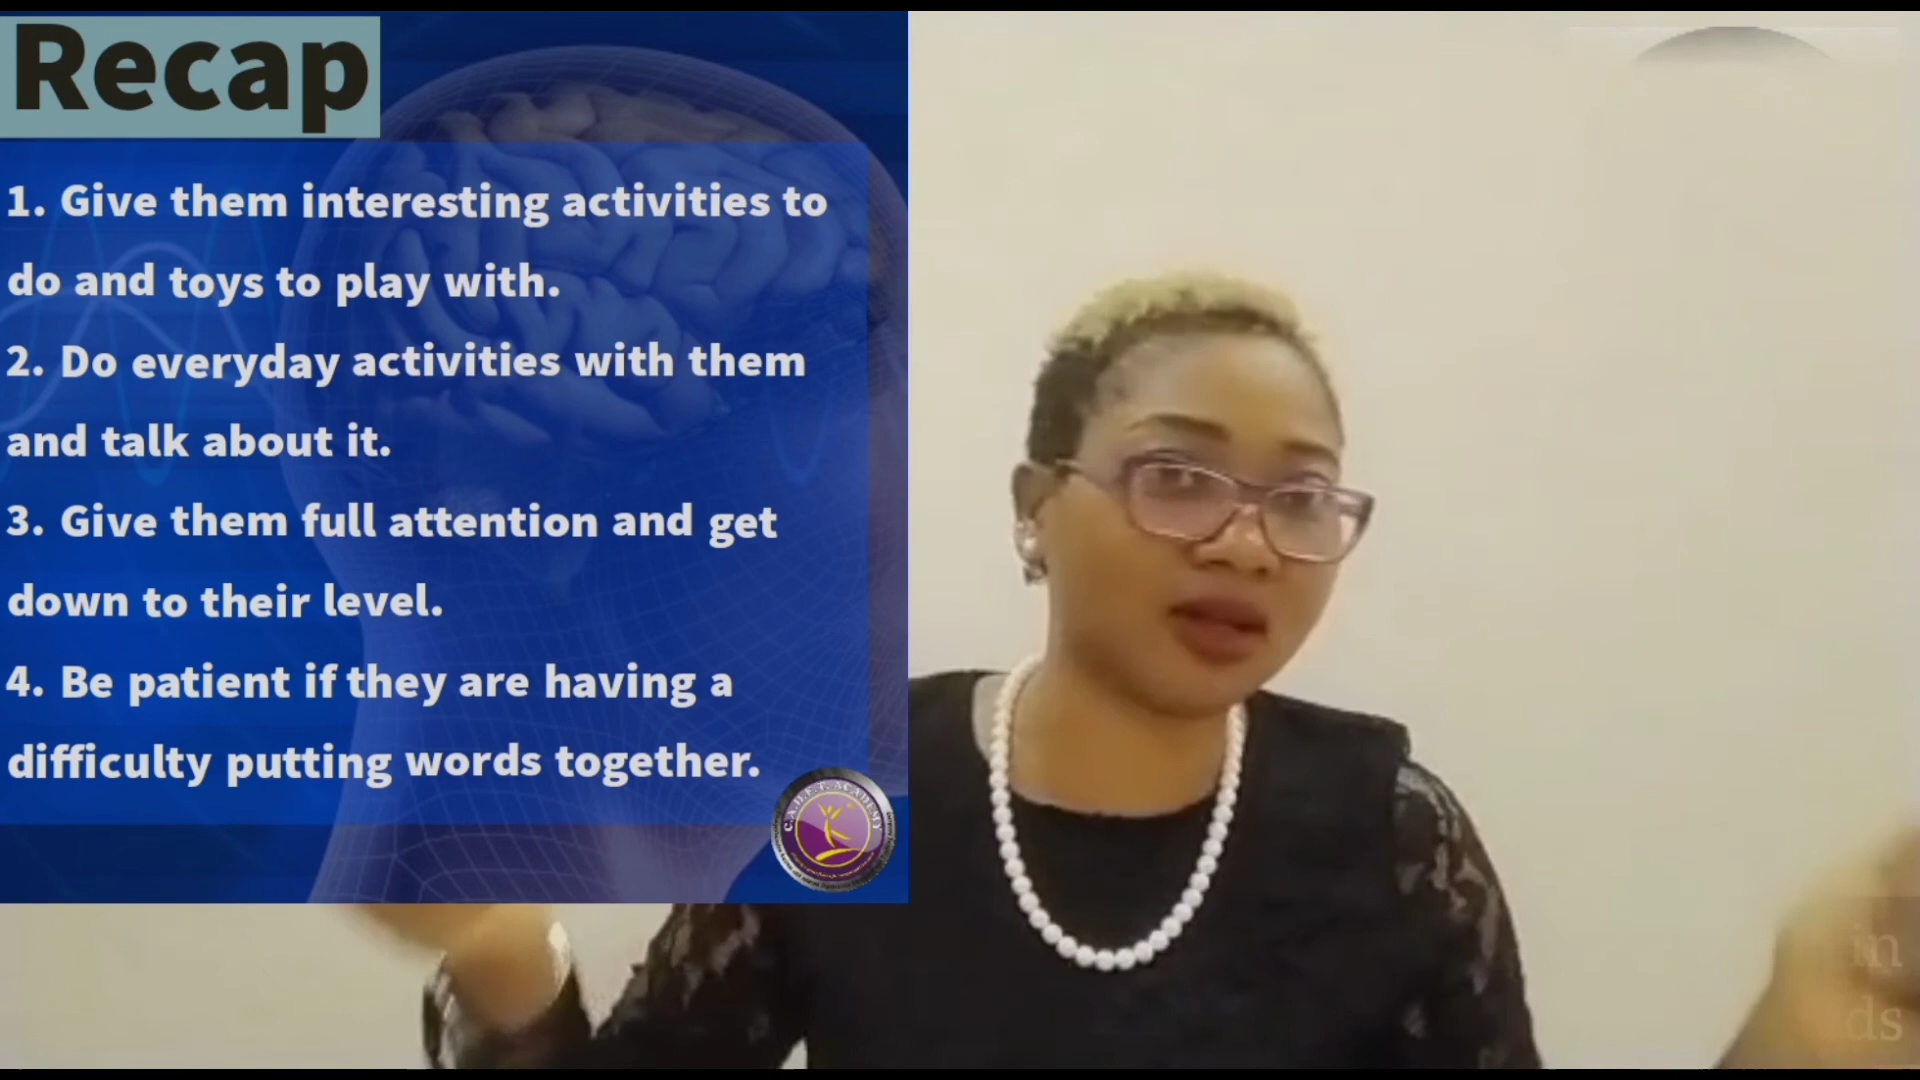 Recap
1. Give them interesting activities to
do and toys to play with.
2. Do everyday activities with them
and talk about it.
3. Give them full attention and get
down to their level.
4. Be patient if they are having a
difficulty putting words together.
in
ds